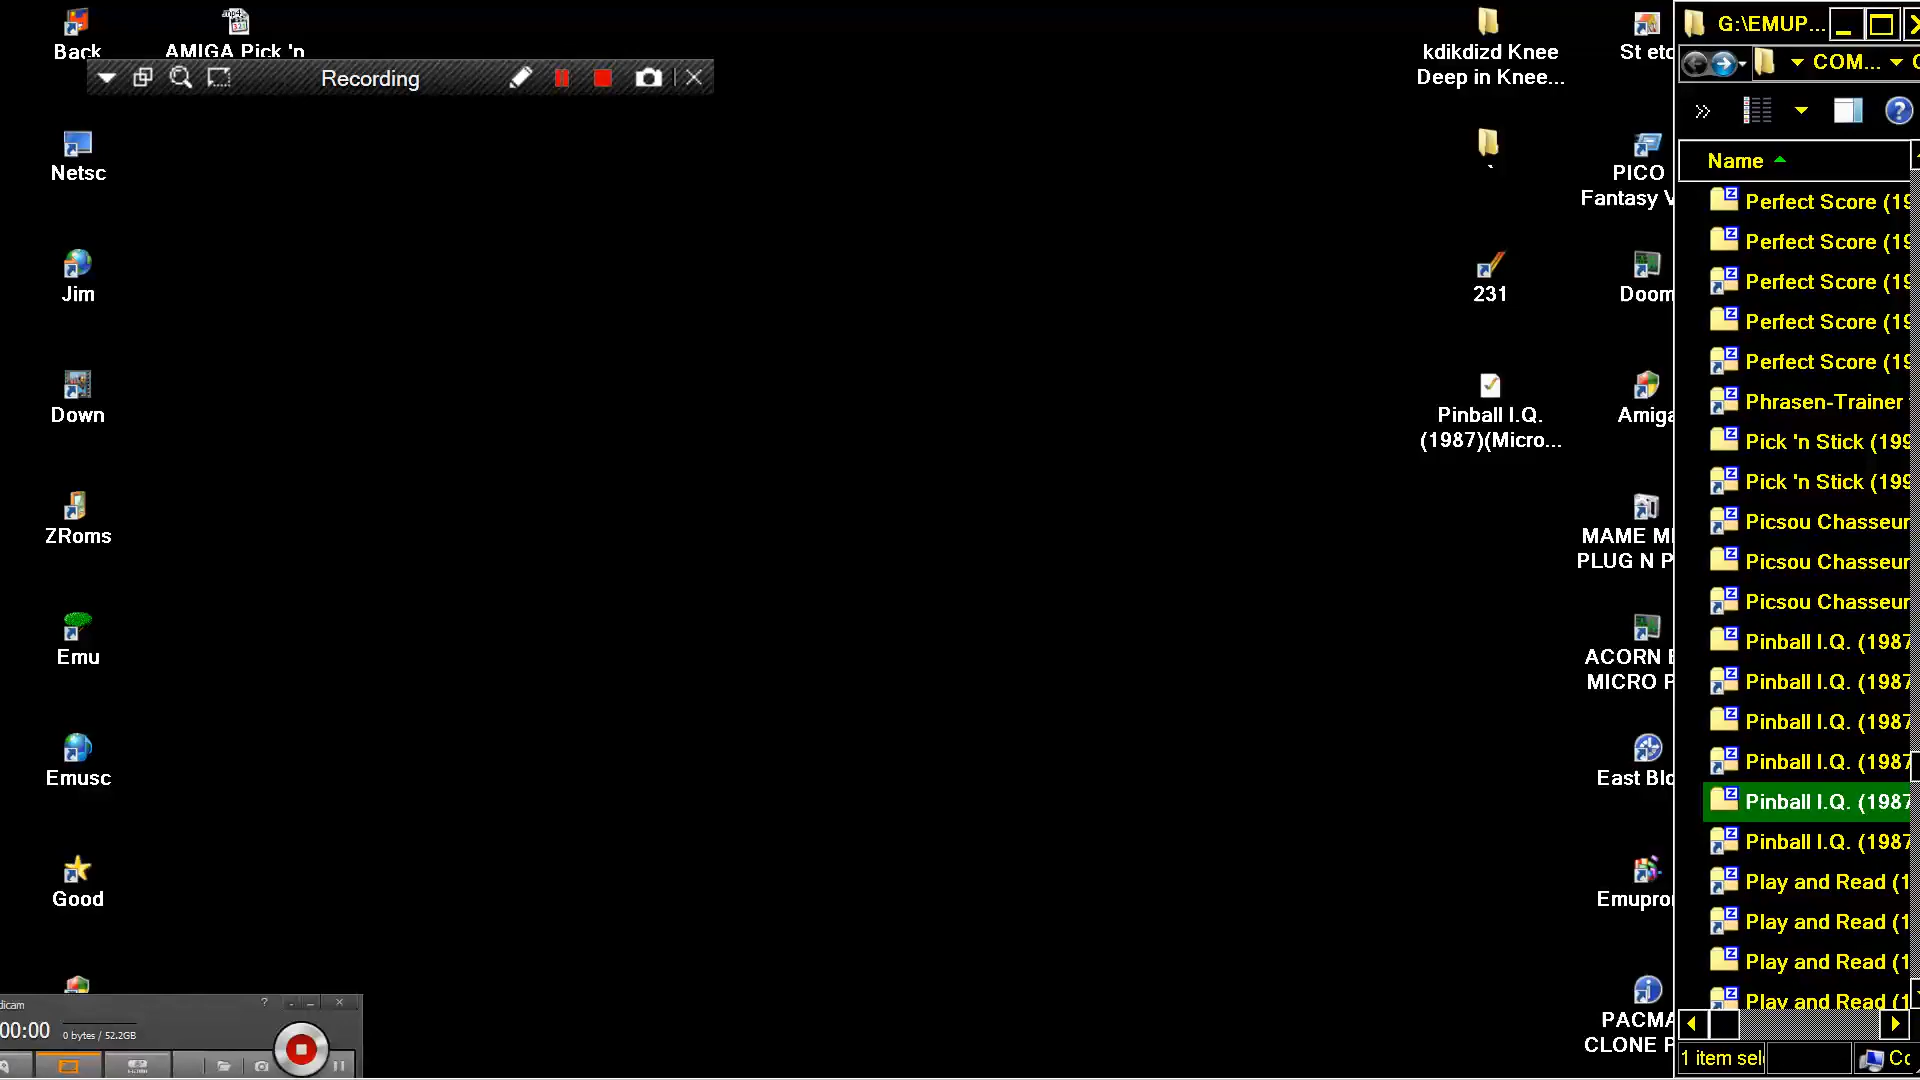 Back
AMIGA Pick 'n
Recording
Netsc
Jim
Down
ZRoms
Emu
Emusc
Good
dicam
?
00:00
0 bytes / 52.2GB
kdikdizd Knee
Deep in Knee...
`
231
Pinball I.Q.
(1987)(Micro...
St etc
PICO
Fantasy V
Doom
Amiga
MAME ME
PLUG N P
ACORN B
MICRO P
East Blo
Emupro
PACMA
CLONE P
G:\EMUP...
COM...
Name
Perfect Score (19
Perfect Score (19
Perfect Score (19
Perfect Score (19
Perfect Score (19
Phrasen-Trainer
Pick 'n Stick (199
Pick 'n Stick (199
Picsou Chasseur
Picsou Chasseur
Picsou Chasseur
Pinball I.Q. (1987
Pinball I.Q. (1987
Pinball I.Q. (1987
Pinball I.Q. (1987
Pinball I.Q. (1987
Pinball I.Q. (1987
Play and Read (1
Play and Read (1
Play and Read (1
Play and Read (1
1 item sel
Co